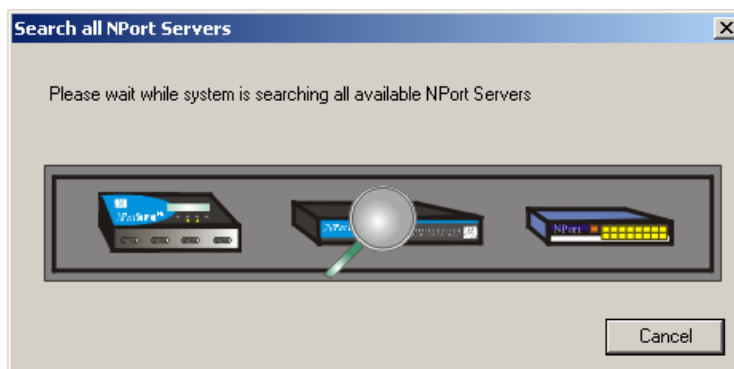 Search all NPort Servers
Please wait while system is searching all available NPort Servers
NPort
Cancel